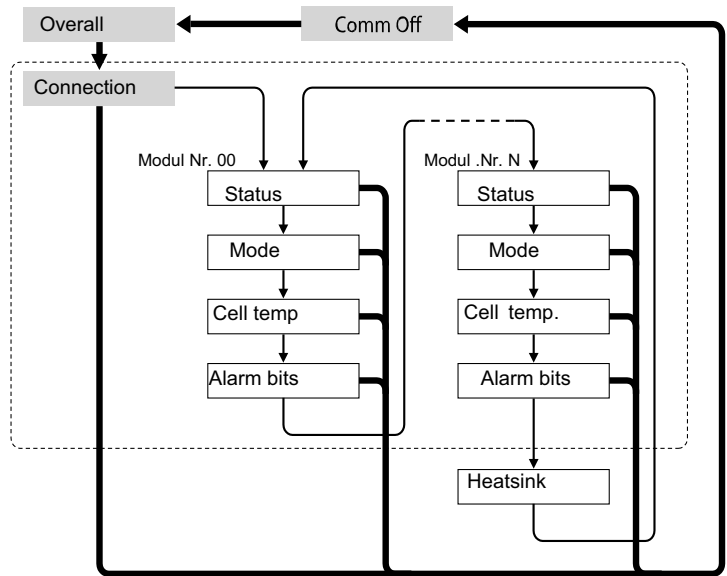 Overall
Comm Off
Connection
Modul Nr. 00
Status
Mode
Cell temp
Alarm bits
Modul .Nr. N
Status
Mode
Cell temp.
Alarm bits
Heatsink